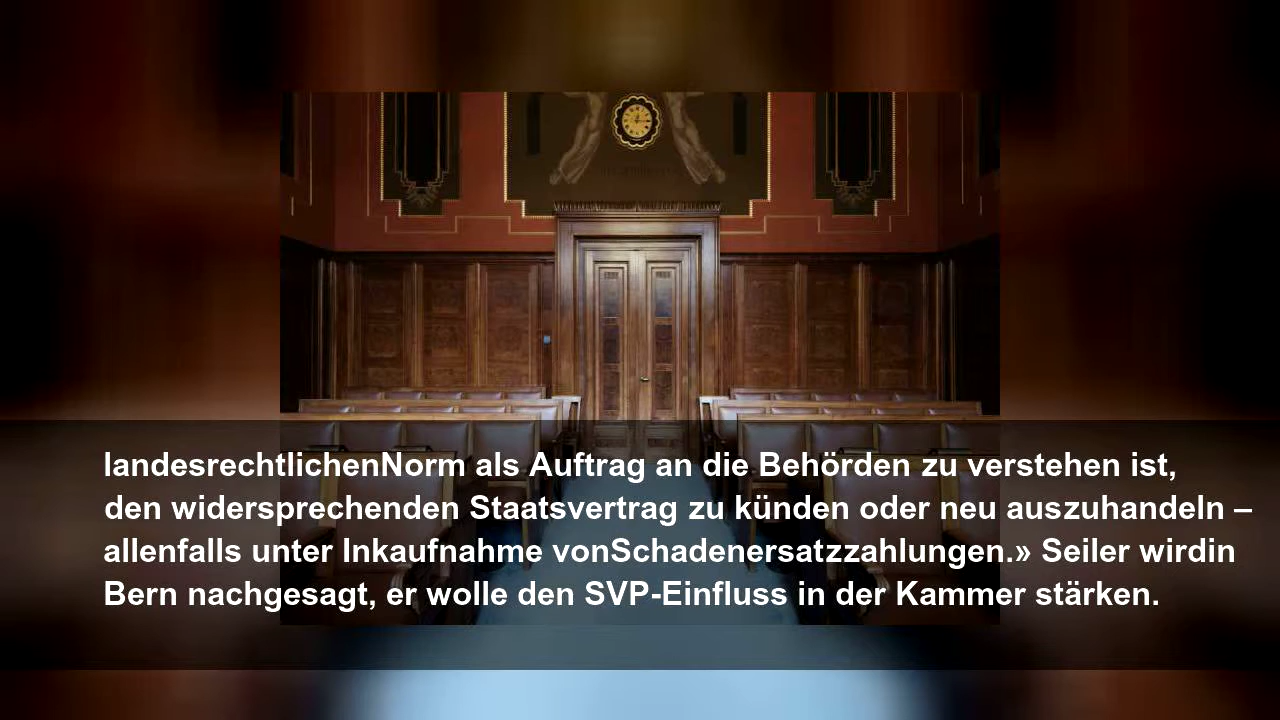 landesrechtlichenNorm als Auftrag an die Behörden zu verstehen ist,
den widersprechenden Staatsvertrag zu künden oder neu auszuhandeln –
allenfalls unter Inkaufnahme vonSchadenersatzzahlungen.» Seiler wirdin
Bern nachgesagt, er wolle den SVP-Einfluss in der Kammer stärken.